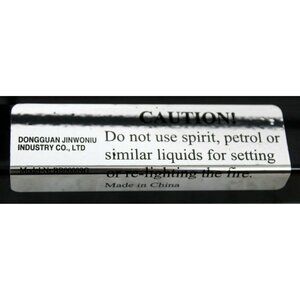 CAUTION!
DONGGUAN JINWONIU
INDUSTRY CO., LTD
Do not use spirit, petrol or
similar liquids for setting
or re-lighting the fire.
Made in China